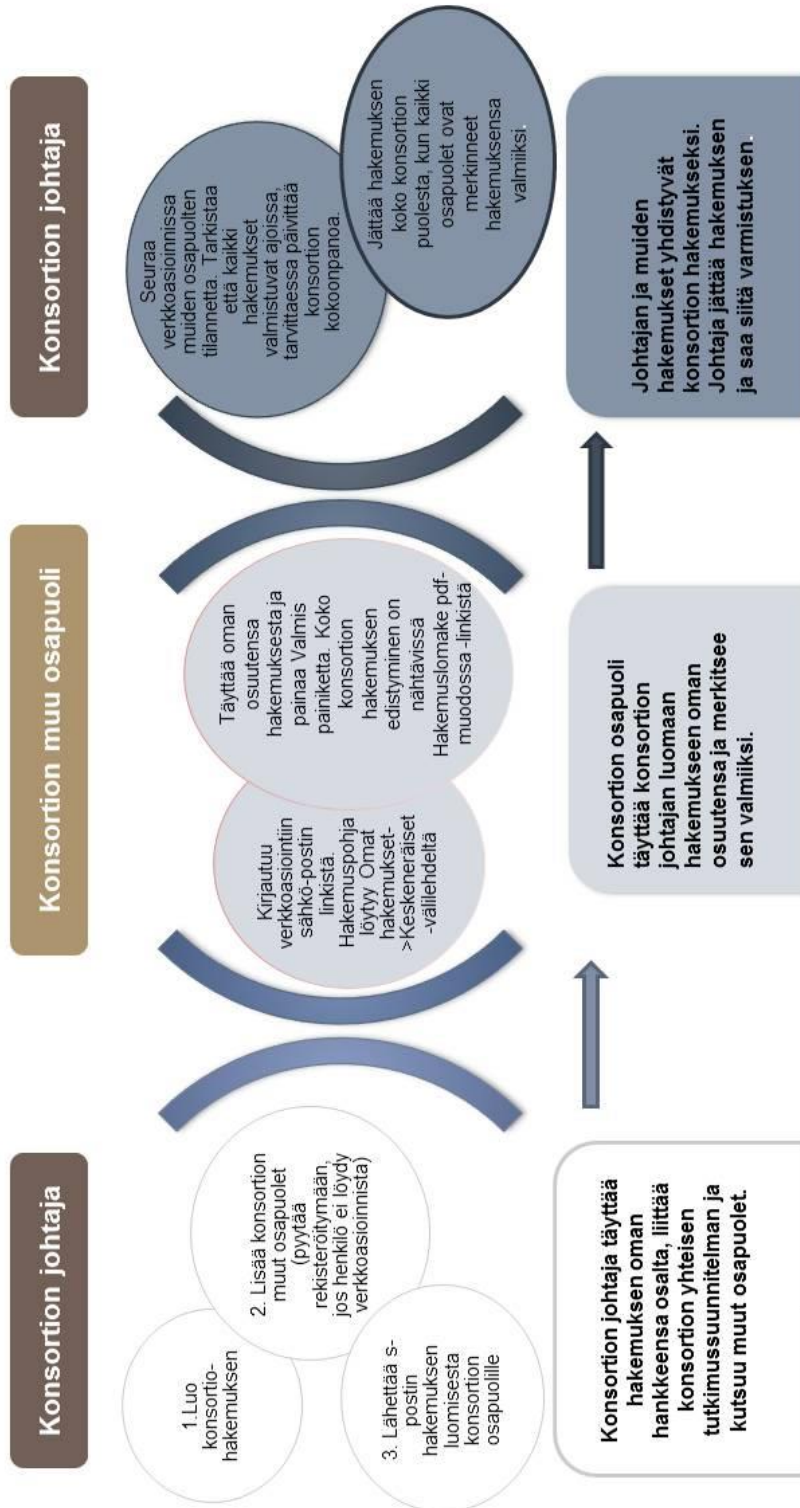 Konsortion johtaja
1.Luo
konsortio-
hakemuksen
2. Lisää konsortion
muut osapuolet
(pyytää
rekisteröitymään,
jos henkilö ei löydy
verkkoasioinnista)
3. Lähettää s-
postin
hakemuksen
luomisesta
konsortion
osapuolille
Konsortion johtaja täyttää
hakemuksen oman
hankkeensa osalta, liittää
konsortion yhteisen
tutkimussuunnitelman ja
kutsuu muut osapuolet.
Konsortion muu osapuoli
Kirjautuu
verkkoasiointiin
sähkö-postin
linkistä.
Hakemuspohja
löytyy Omat
hakemukset-
>Keskeneräiset
-välilehdeltä
Täyttää oman
osuutensa
hakemuksesta ja
painaa Valmis
painiketta. Koko
konsortion
hakemuksen
edistyminen on
nähtävissä
Hakemuslomake pdf-
muodossa -linkistä
Konsortion osapuoli
täyttää konsortion
johtajan luomaan
hakemukseen oman
osuutensa ja merkitsee
sen valmiiksi.
Konsortion johtaja
Seuraa
verkkoasioinnissa
muiden osapuolten
tilannetta. Tarkistaa
että kaikki
hakemukset
valmistuvat ajoissa,
tarvittaessa päivittää
konsortion
kokoonpanoa.
Jättää hakemuksen
koko konsortion
puolesta, kun kaikki
osapuolet ovat
merkinneet
hakemuksensa
valmiiksi.
Johtajan ja muiden
hakemukset yhdistyvät
konsortion hakemukseksi.
Johtaja jättää hakemuksen
ja saa siitä varmistuksen.